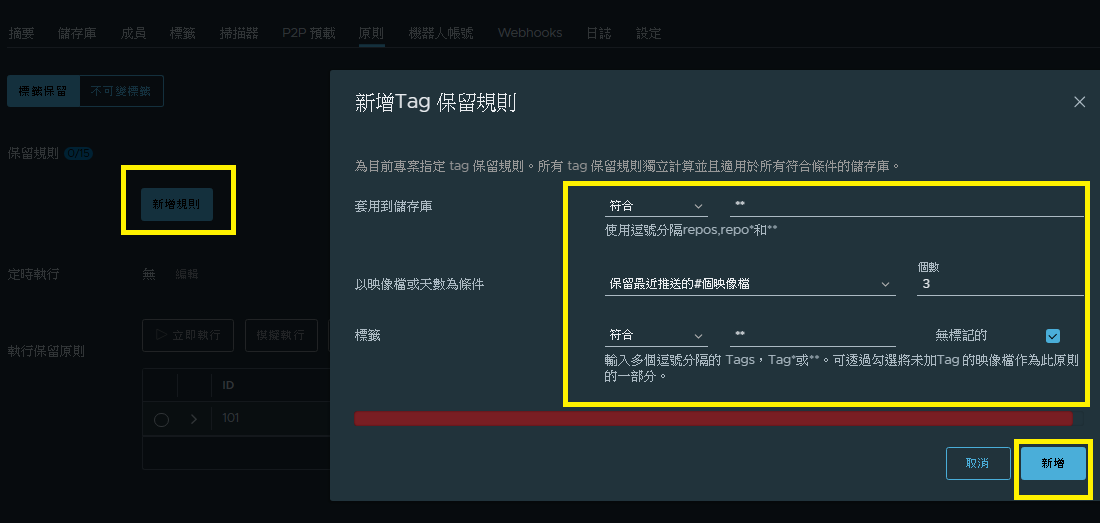 摘要 儲存庫 成員 標籤 掃描器 P2P 預載 原則 機器人帳號 Webhooks 日誌 設定
標籤保留 不可變標籤
新增Tag 保留規則
保留規則 0/15
為目前專案指定 tag 保留規則。所有 tag 保留規則獨立計算並且適用於所有符合條件的儲存庫。
新增規則
套用到儲存庫 符合 **
使用逗號分隔repos,repo*和**
定時執行 無 編輯
個數
以映像檔或天數為條件 保留最近推送的#個映像檔 3
立即執行 模擬執行
標籤 符合 ** 無標記的
執行保留原則
輸入多個逗號分隔的 Tags，Tag*或**。可透過勾選將未加Tag 的映像檔作為此原則
的一部分。
ID
101
取消 新增